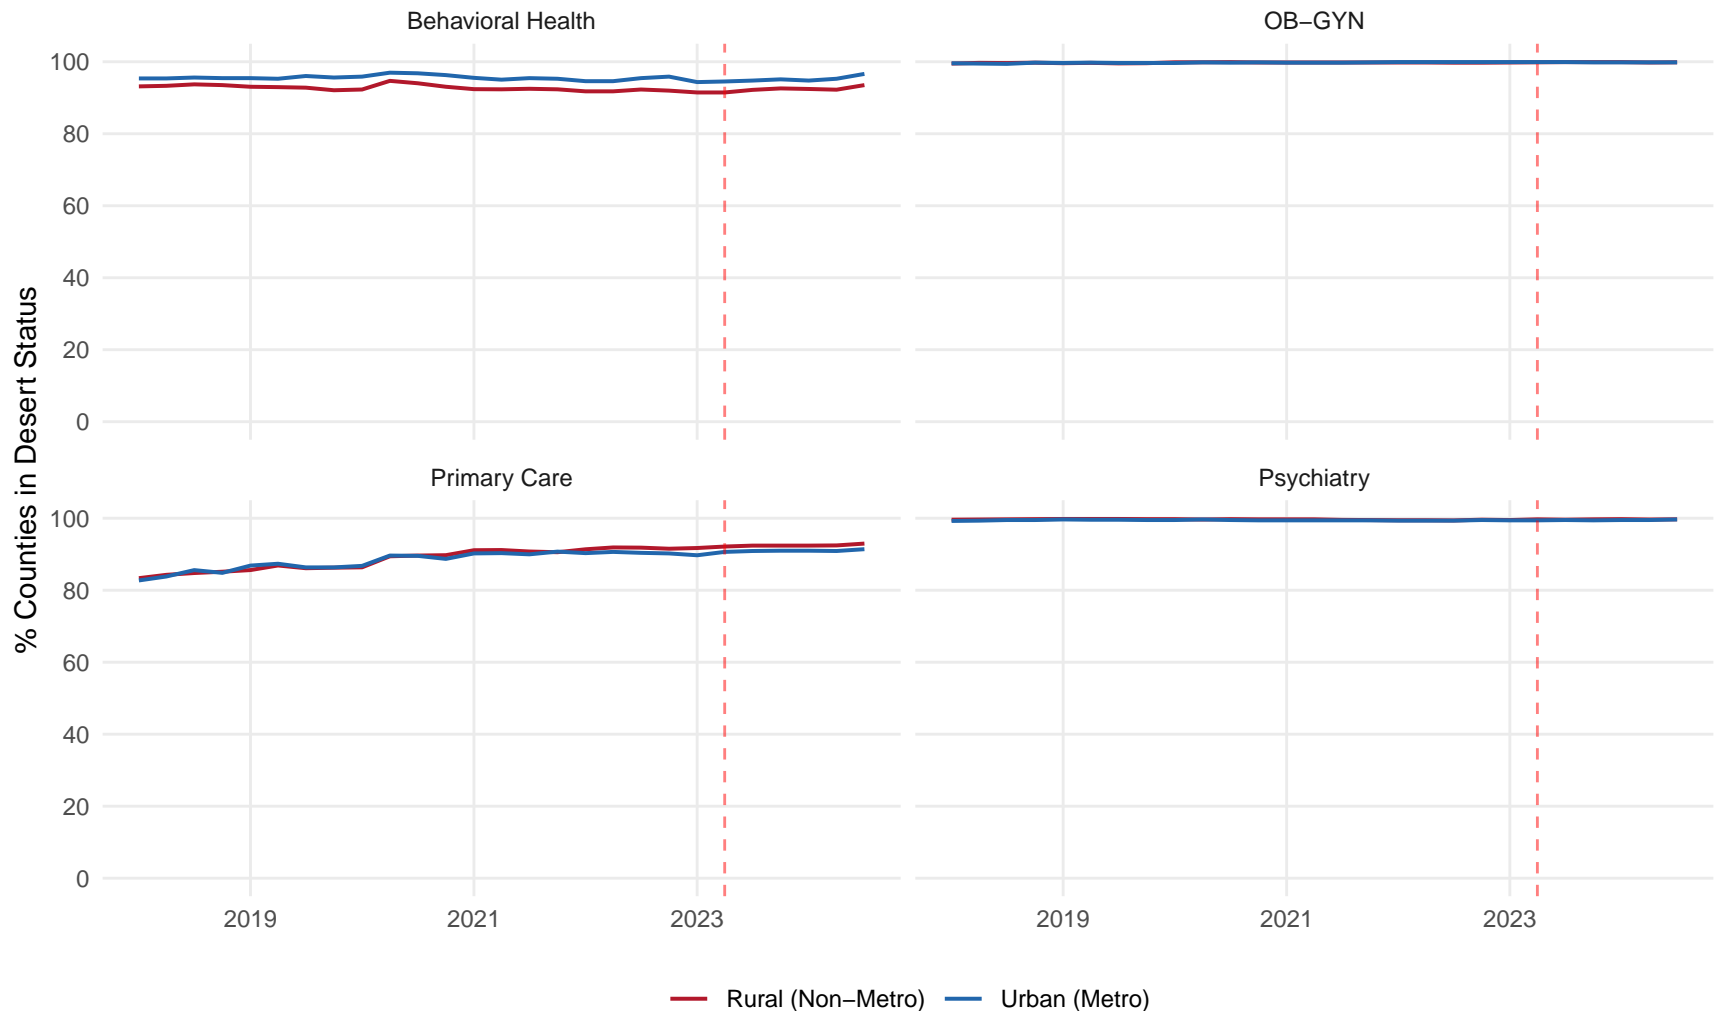 Behavioral Health
OB−GYN
100
80
60
40
20
0
Primary Care
Psychiatry
100
80
60
40
20
0
2019
2021
2023
2019
2021
2023
% Counties in Desert Status
Rural (Non−Metro)
Urban (Metro)